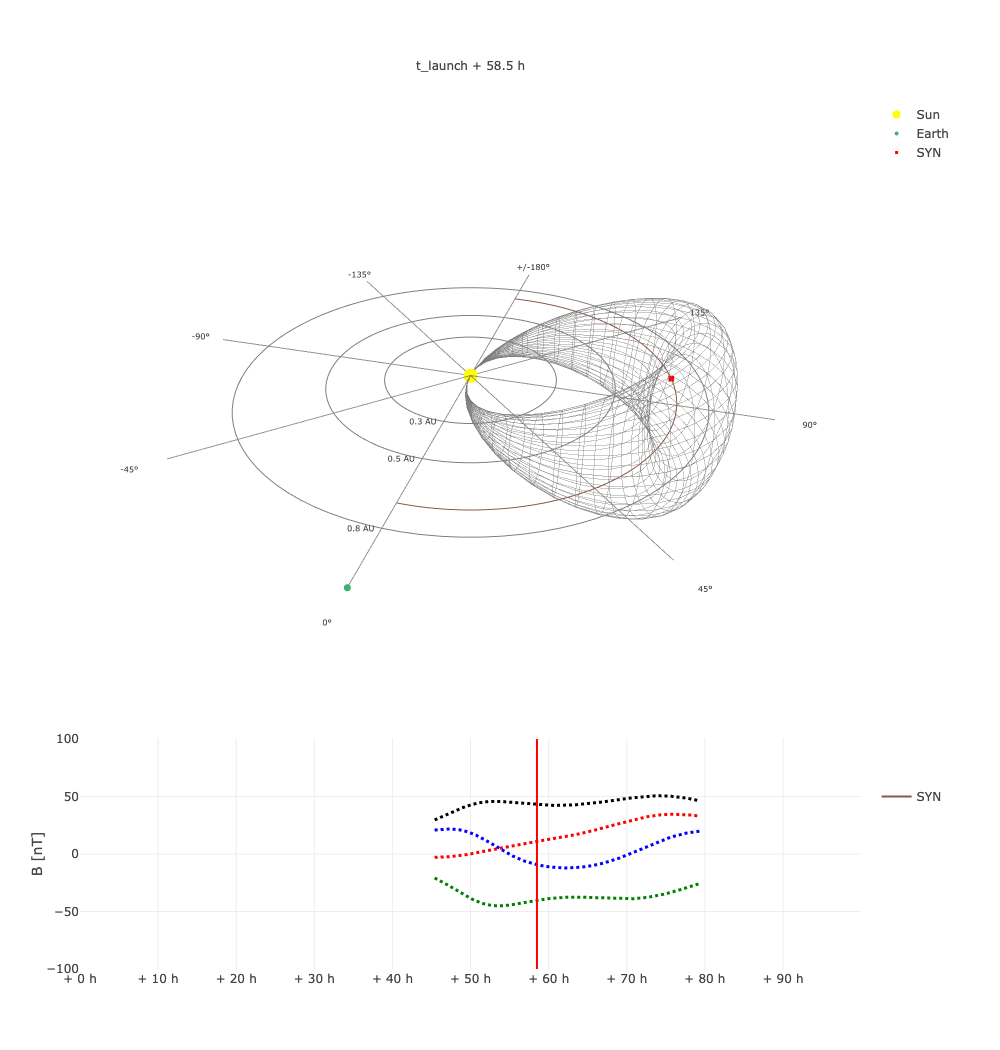 t_launch + 58.5 h
Sun
Earth
SYN
+/-180°
-135°
135°
-90°
0.3 AU
90°
0.5 AU
-45°
0.8 AU
45°
0°
100
50
0
−50
−100
B [nT]
SYN
+ 0 h + 10 h + 20 h + 30 h + 40 h + 50 h + 60 h + 70 h + 80 h + 90 h